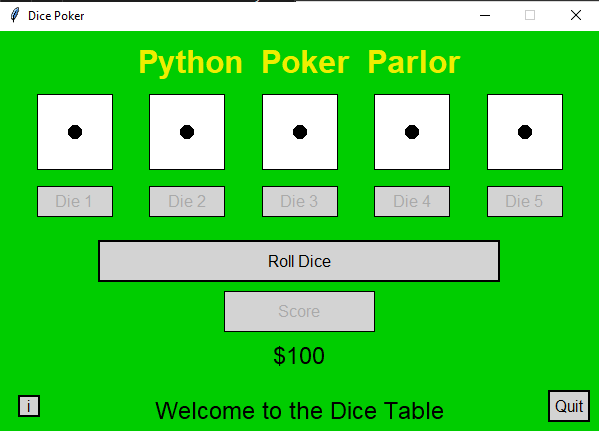 Dice Poker
Python Poker Parlor
Die 1 Die 2 Die 3 Die 4 Die 5
Roll Dice
Score
$100
i Welcome to the Dice Table Quit